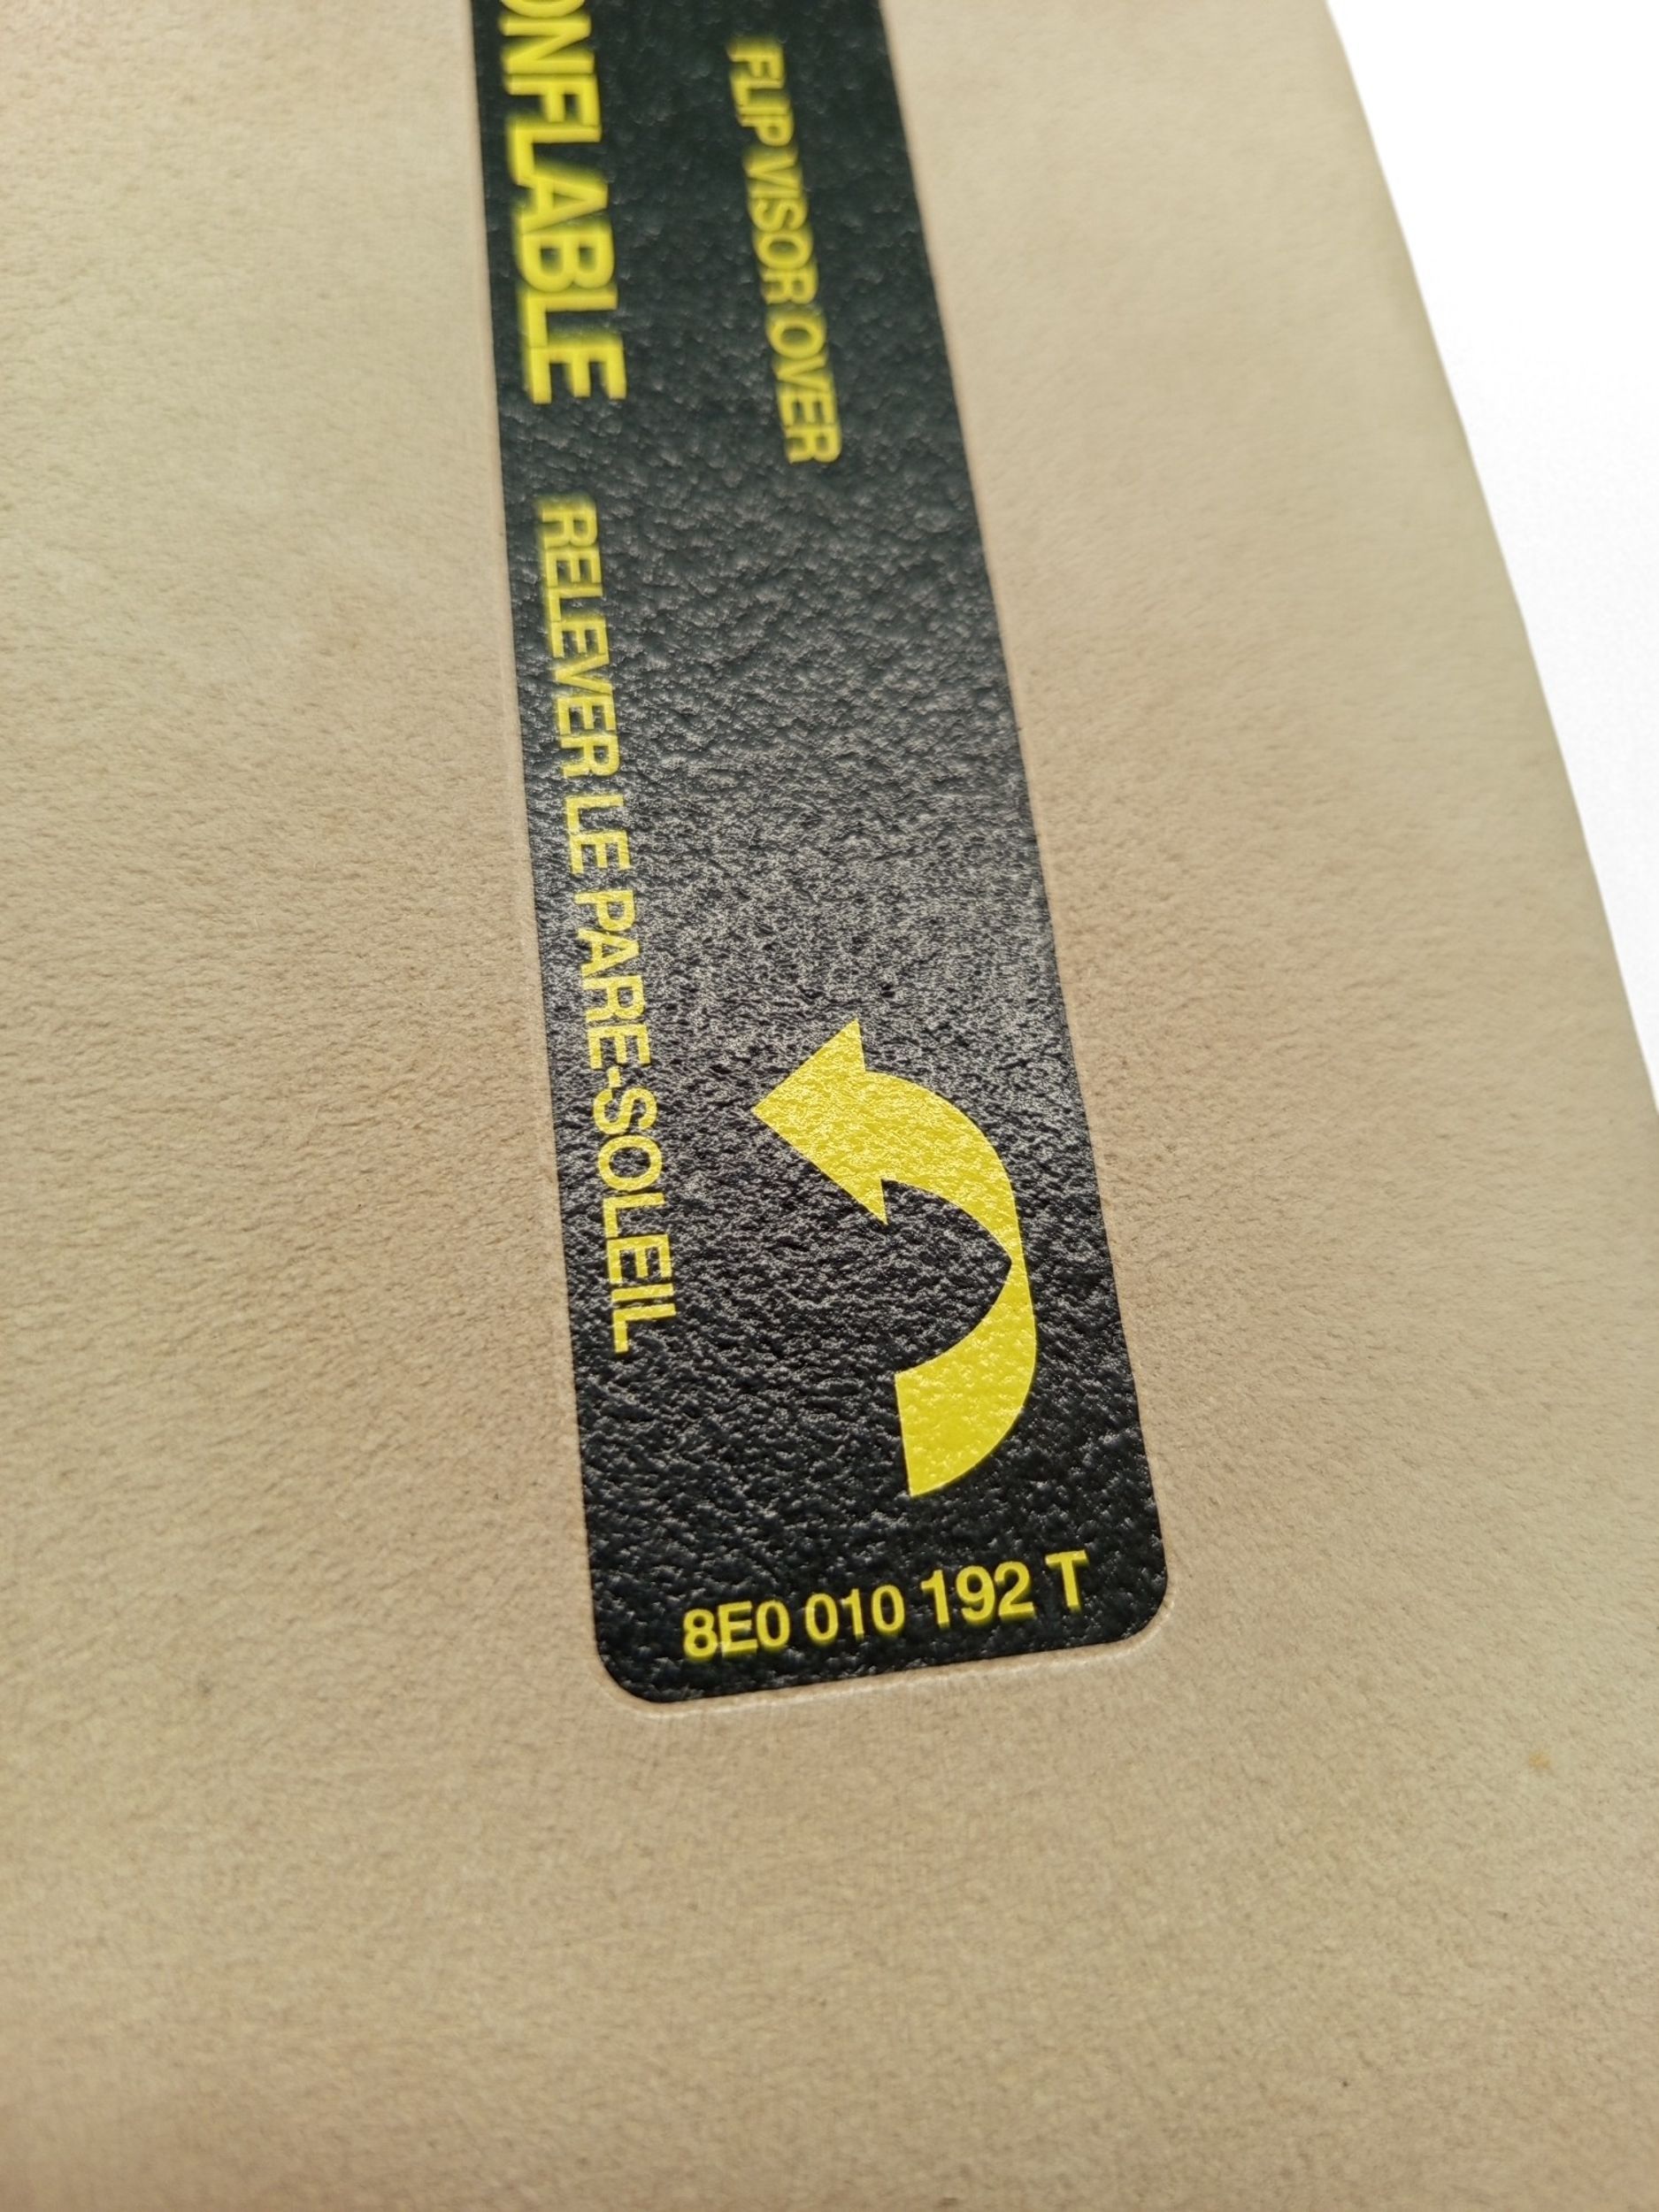 FLIP VISOR OVER
ONFLABLE RELEVER LE PARE-SOLEIL
8E0 010 192 T